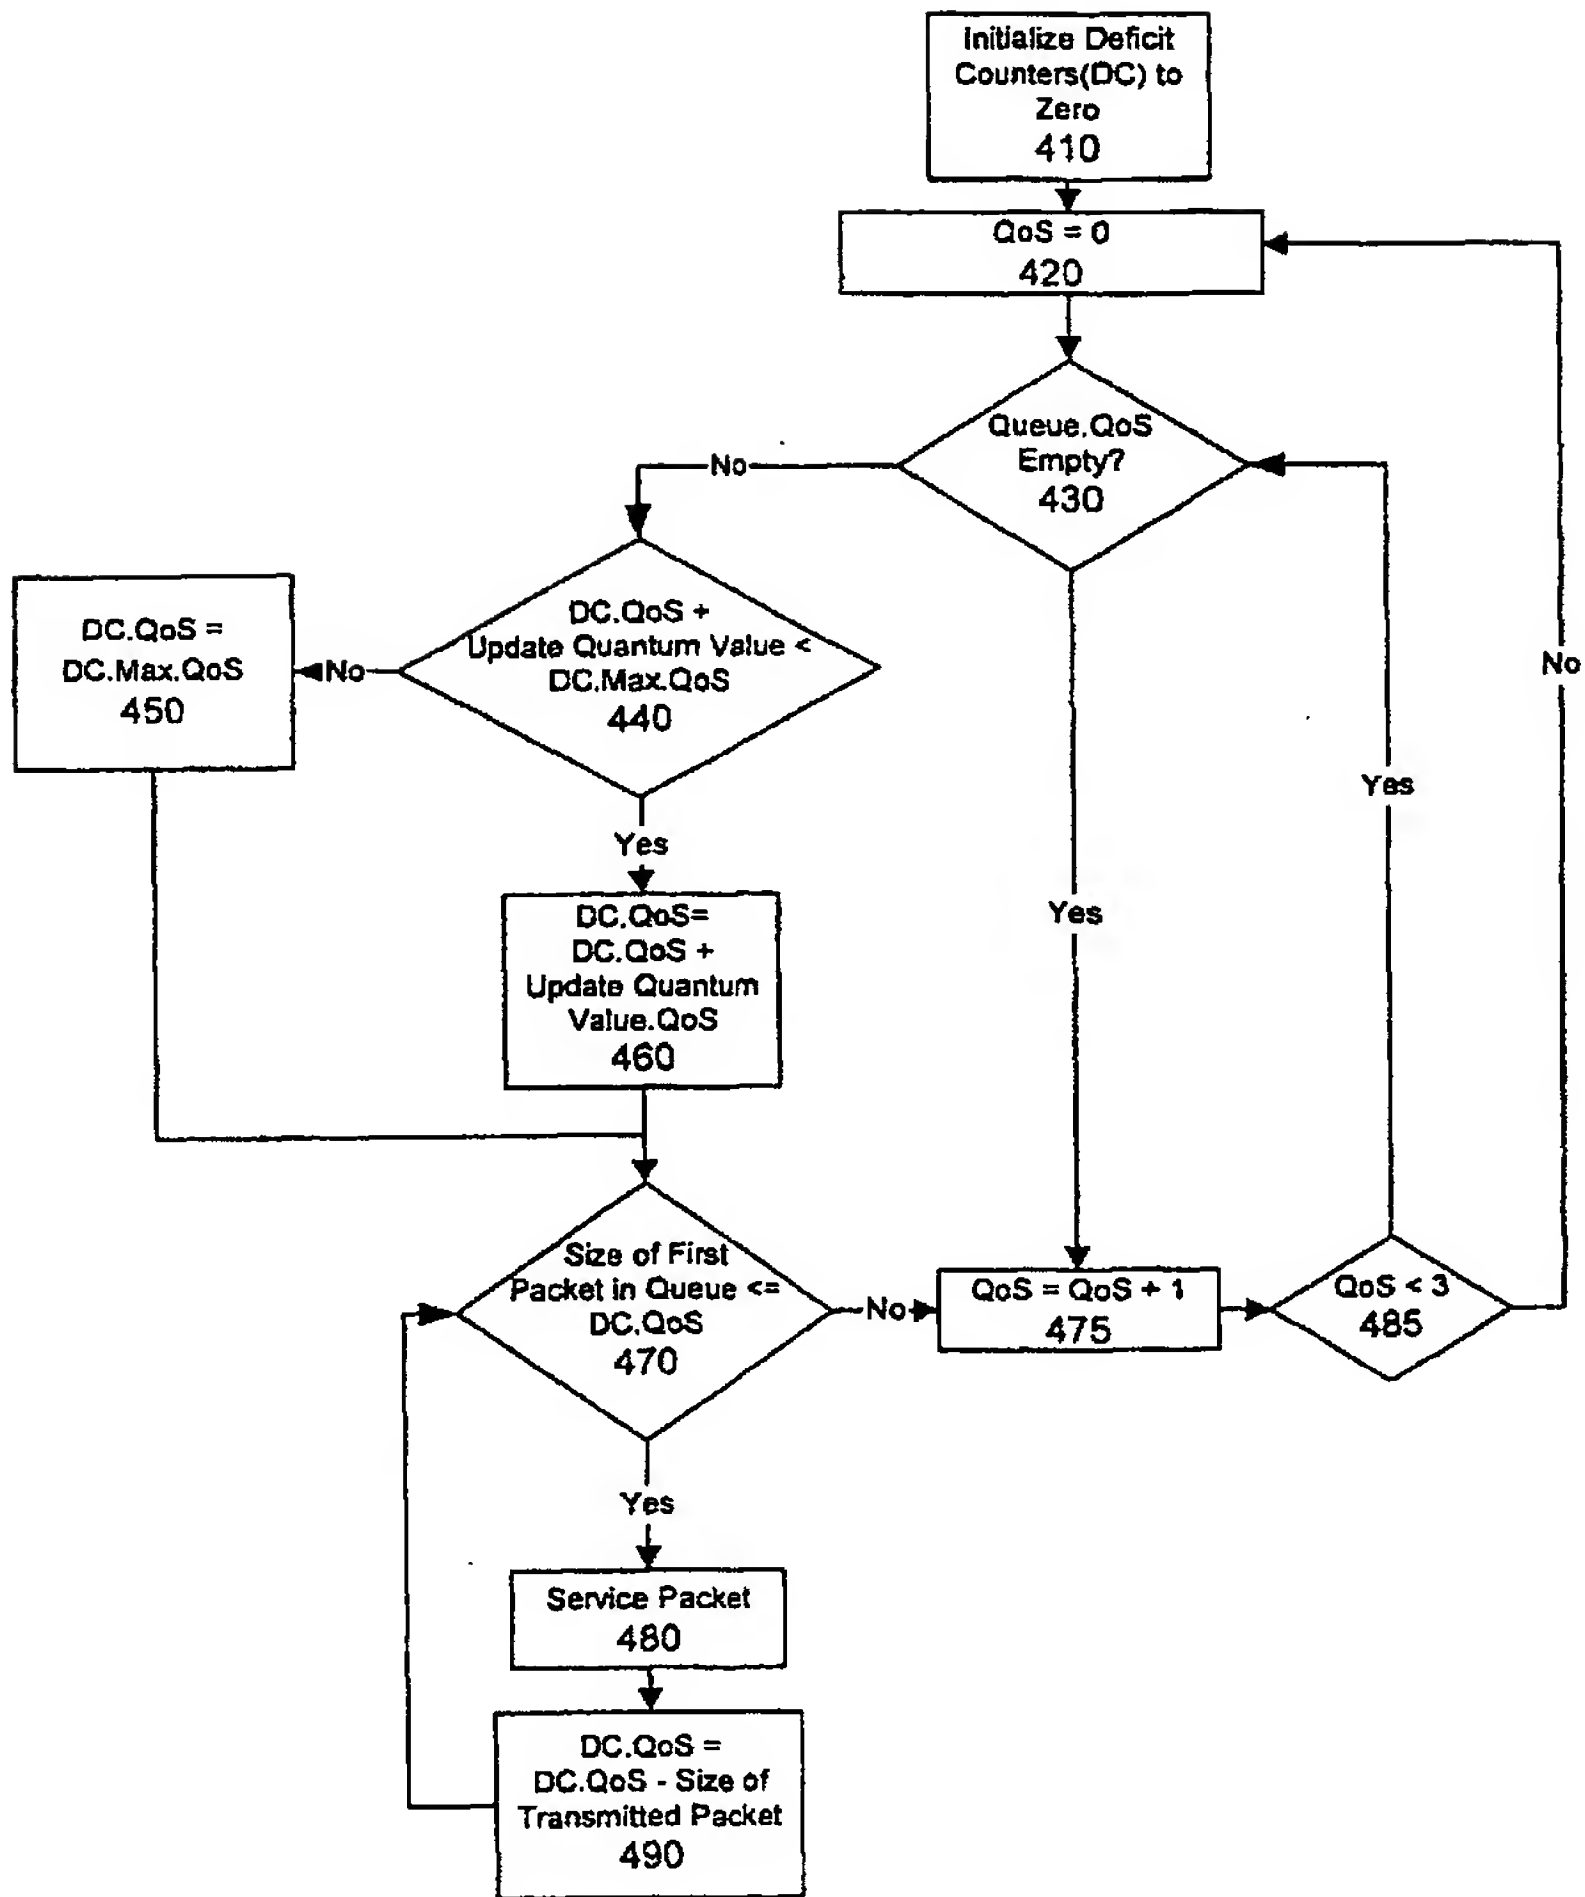 Initialize Deficit
Counters(DC) to
Zero
410
QoS = 0
420
Queue.QoS
Empty?
430
No
DC.QoS +
Update Quantum Value <
DC.Max.QoS
440
No
DC.QoS =
DC.Max.QoS
450
Yes
DC.QoS=
DC.QoS +
Update Quantum
Value.QoS
460
Yes
Yes
No
Size of First
Packet in Queue <=
DC.QoS
470
No
QoS = QoS + 1
475
QoS < 3
485
Yes
Service Packet
480
DC.QoS =
DC.QoS - Size of
Transmitted Packet
490